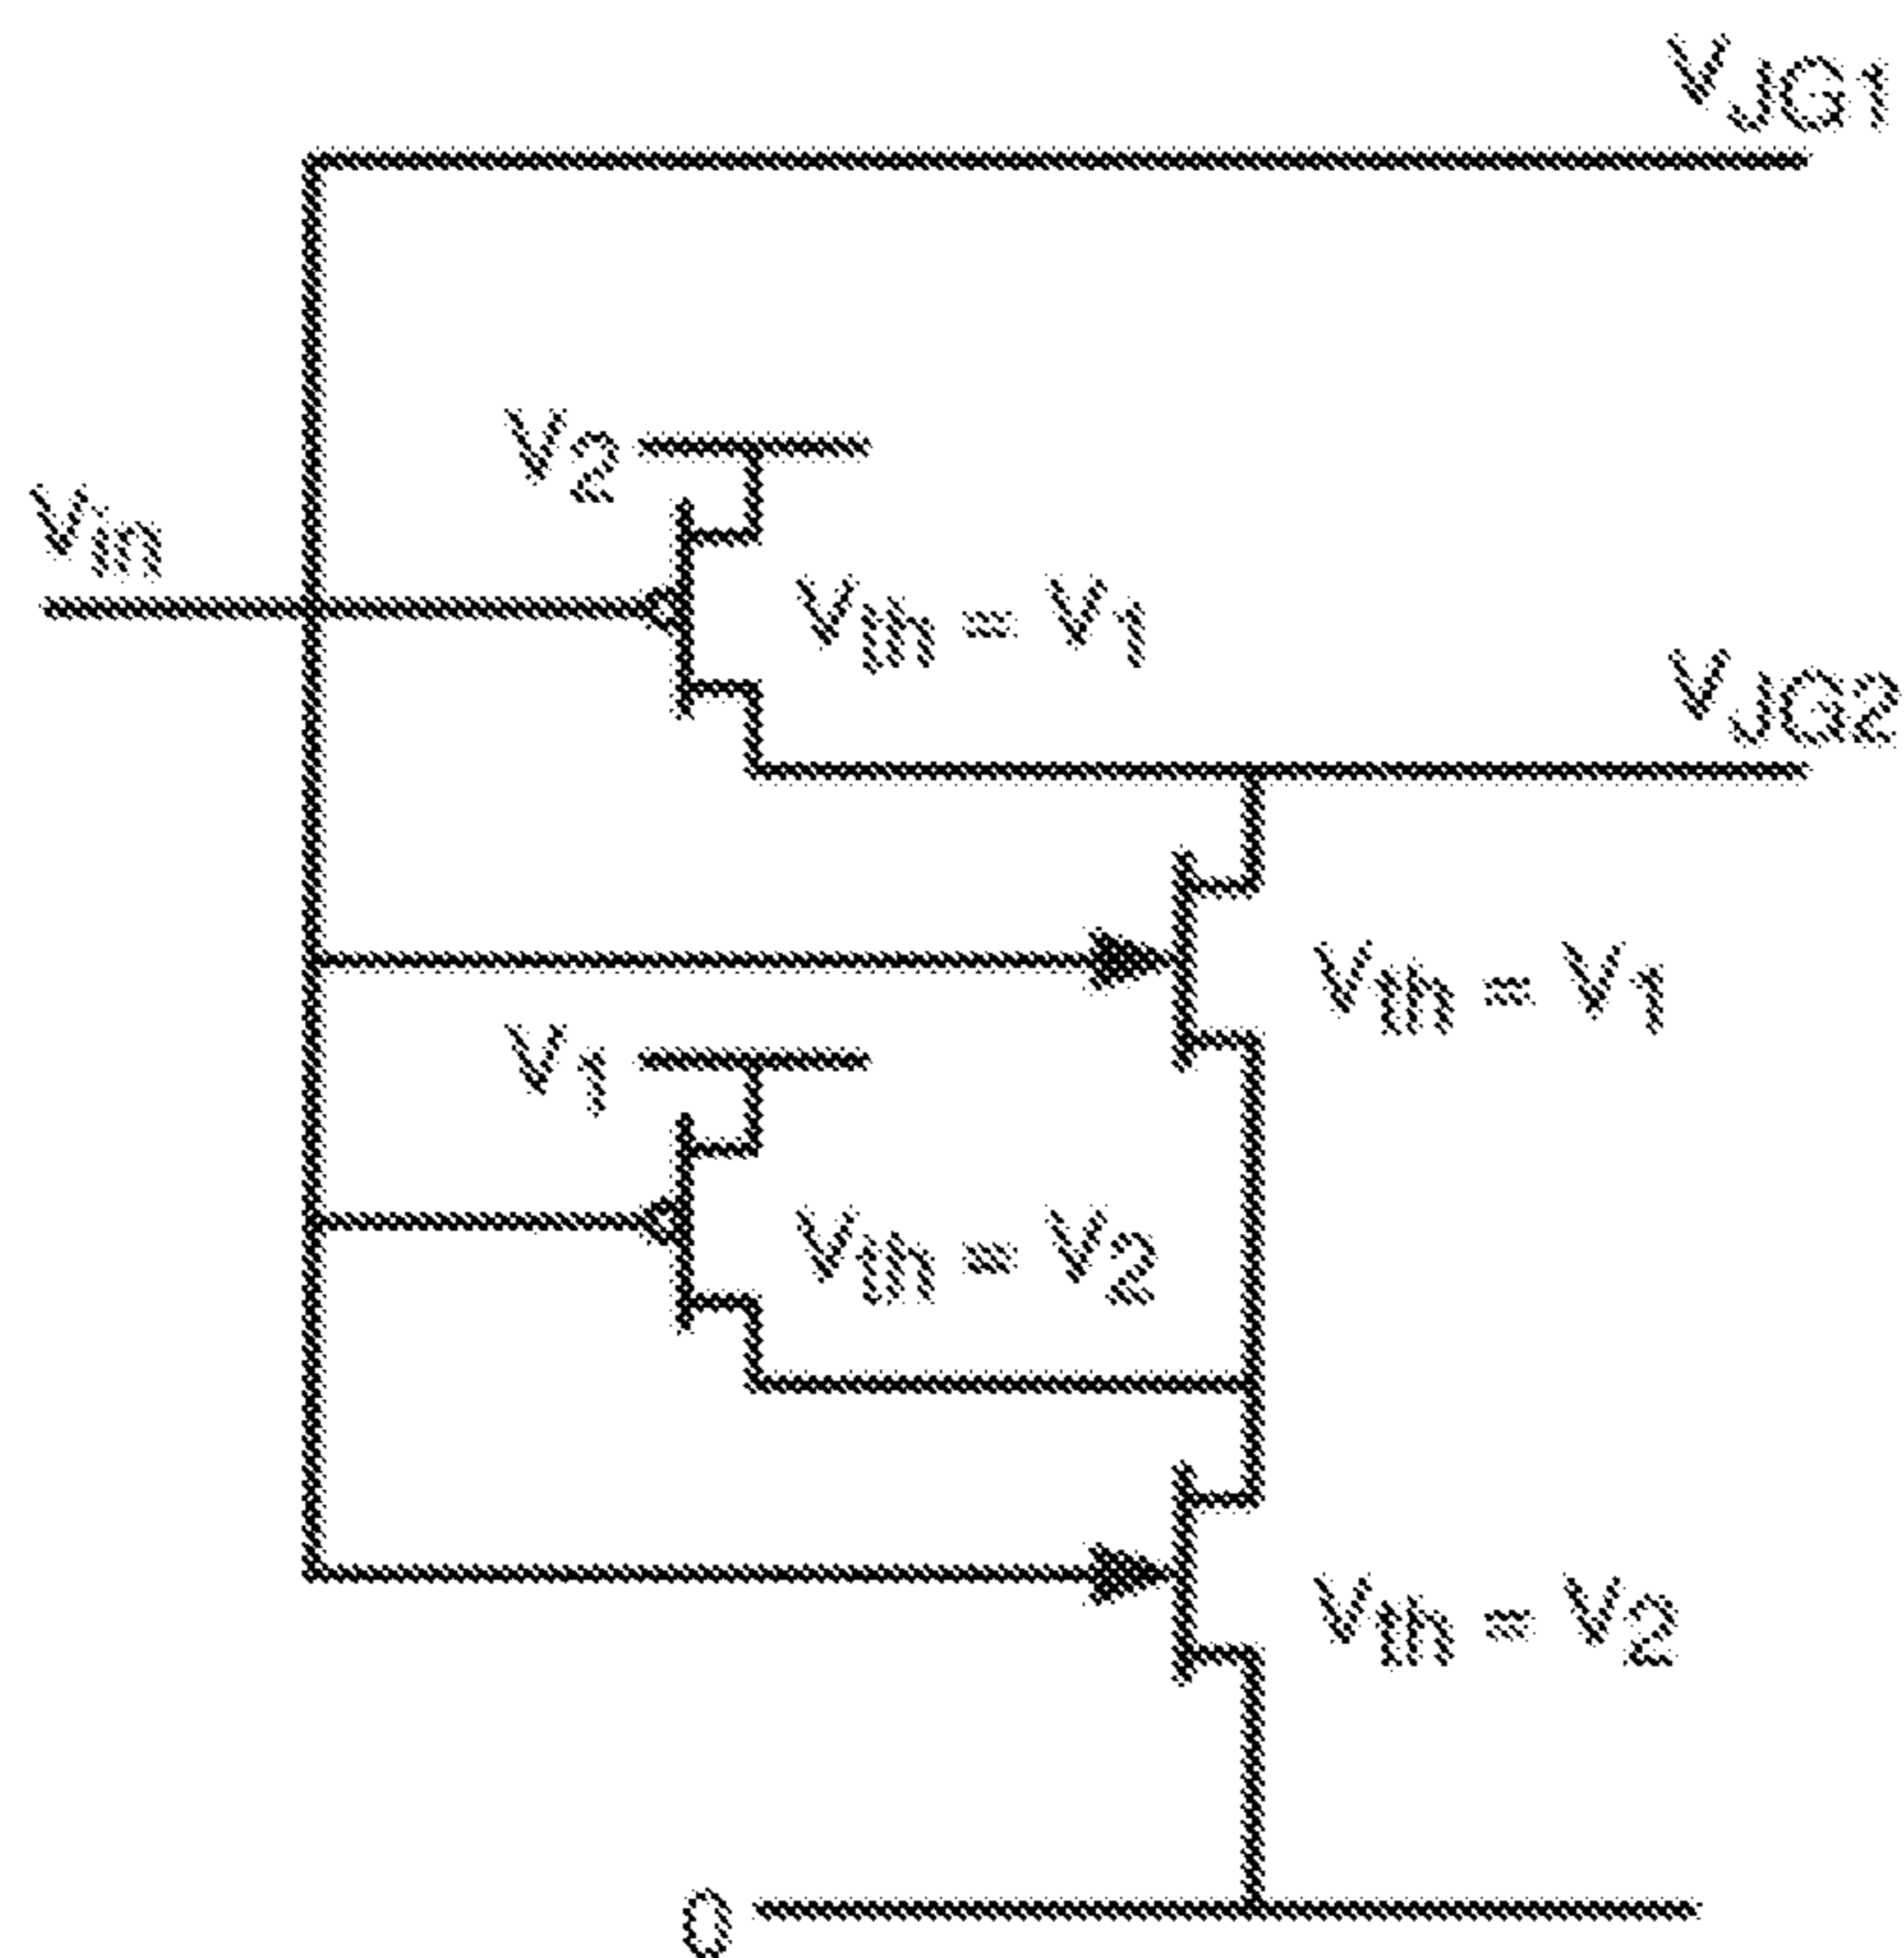 VJG1
V2
Vin
Vth = V1
VJG2
Vth = V1
V1
Vth = V2
Vth = V2
0